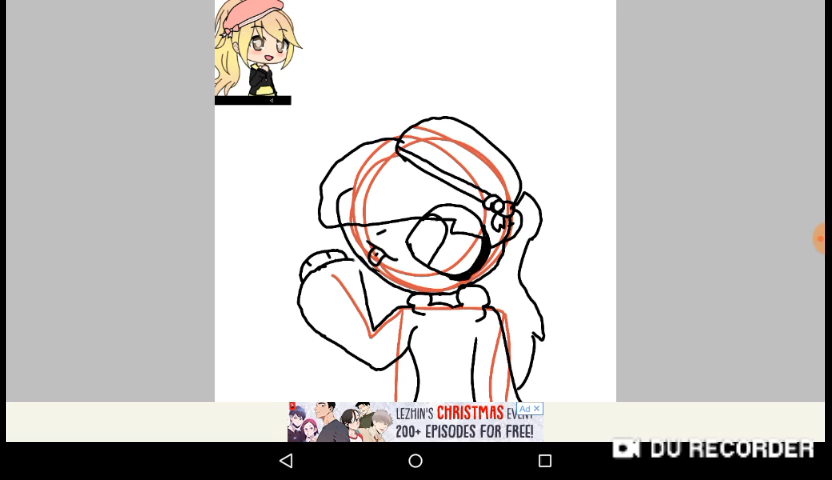 LEZHIN'S CHRISTMAS EVENT
200+ EPISODES FOR FREE!
Ad
DU RECORDER